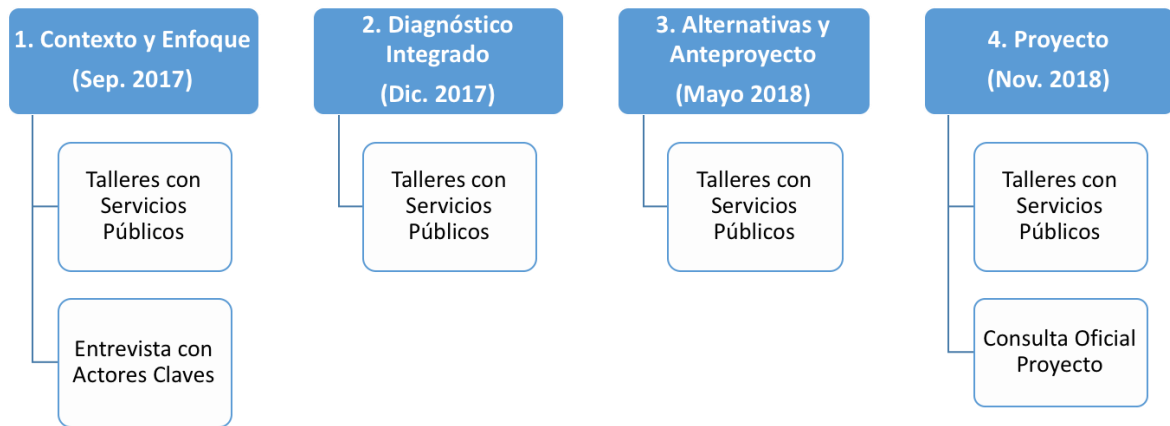 1. Contexto y Enfoque
(Sep. 2017)
Talleres con
Servicios
Públicos
Entrevista con
Actores Claves
2. Diagnóstico
Integrado
(Dic. 2017)
Talleres con
Servicios
Públicos
3. Alternativas y
Anteproyecto
(Mayo 2018)
Talleres con
Servicios
Públicos
4. Proyecto
(Nov. 2018)
Talleres con
Servicios
Públicos
Consulta Oficial
Proyecto